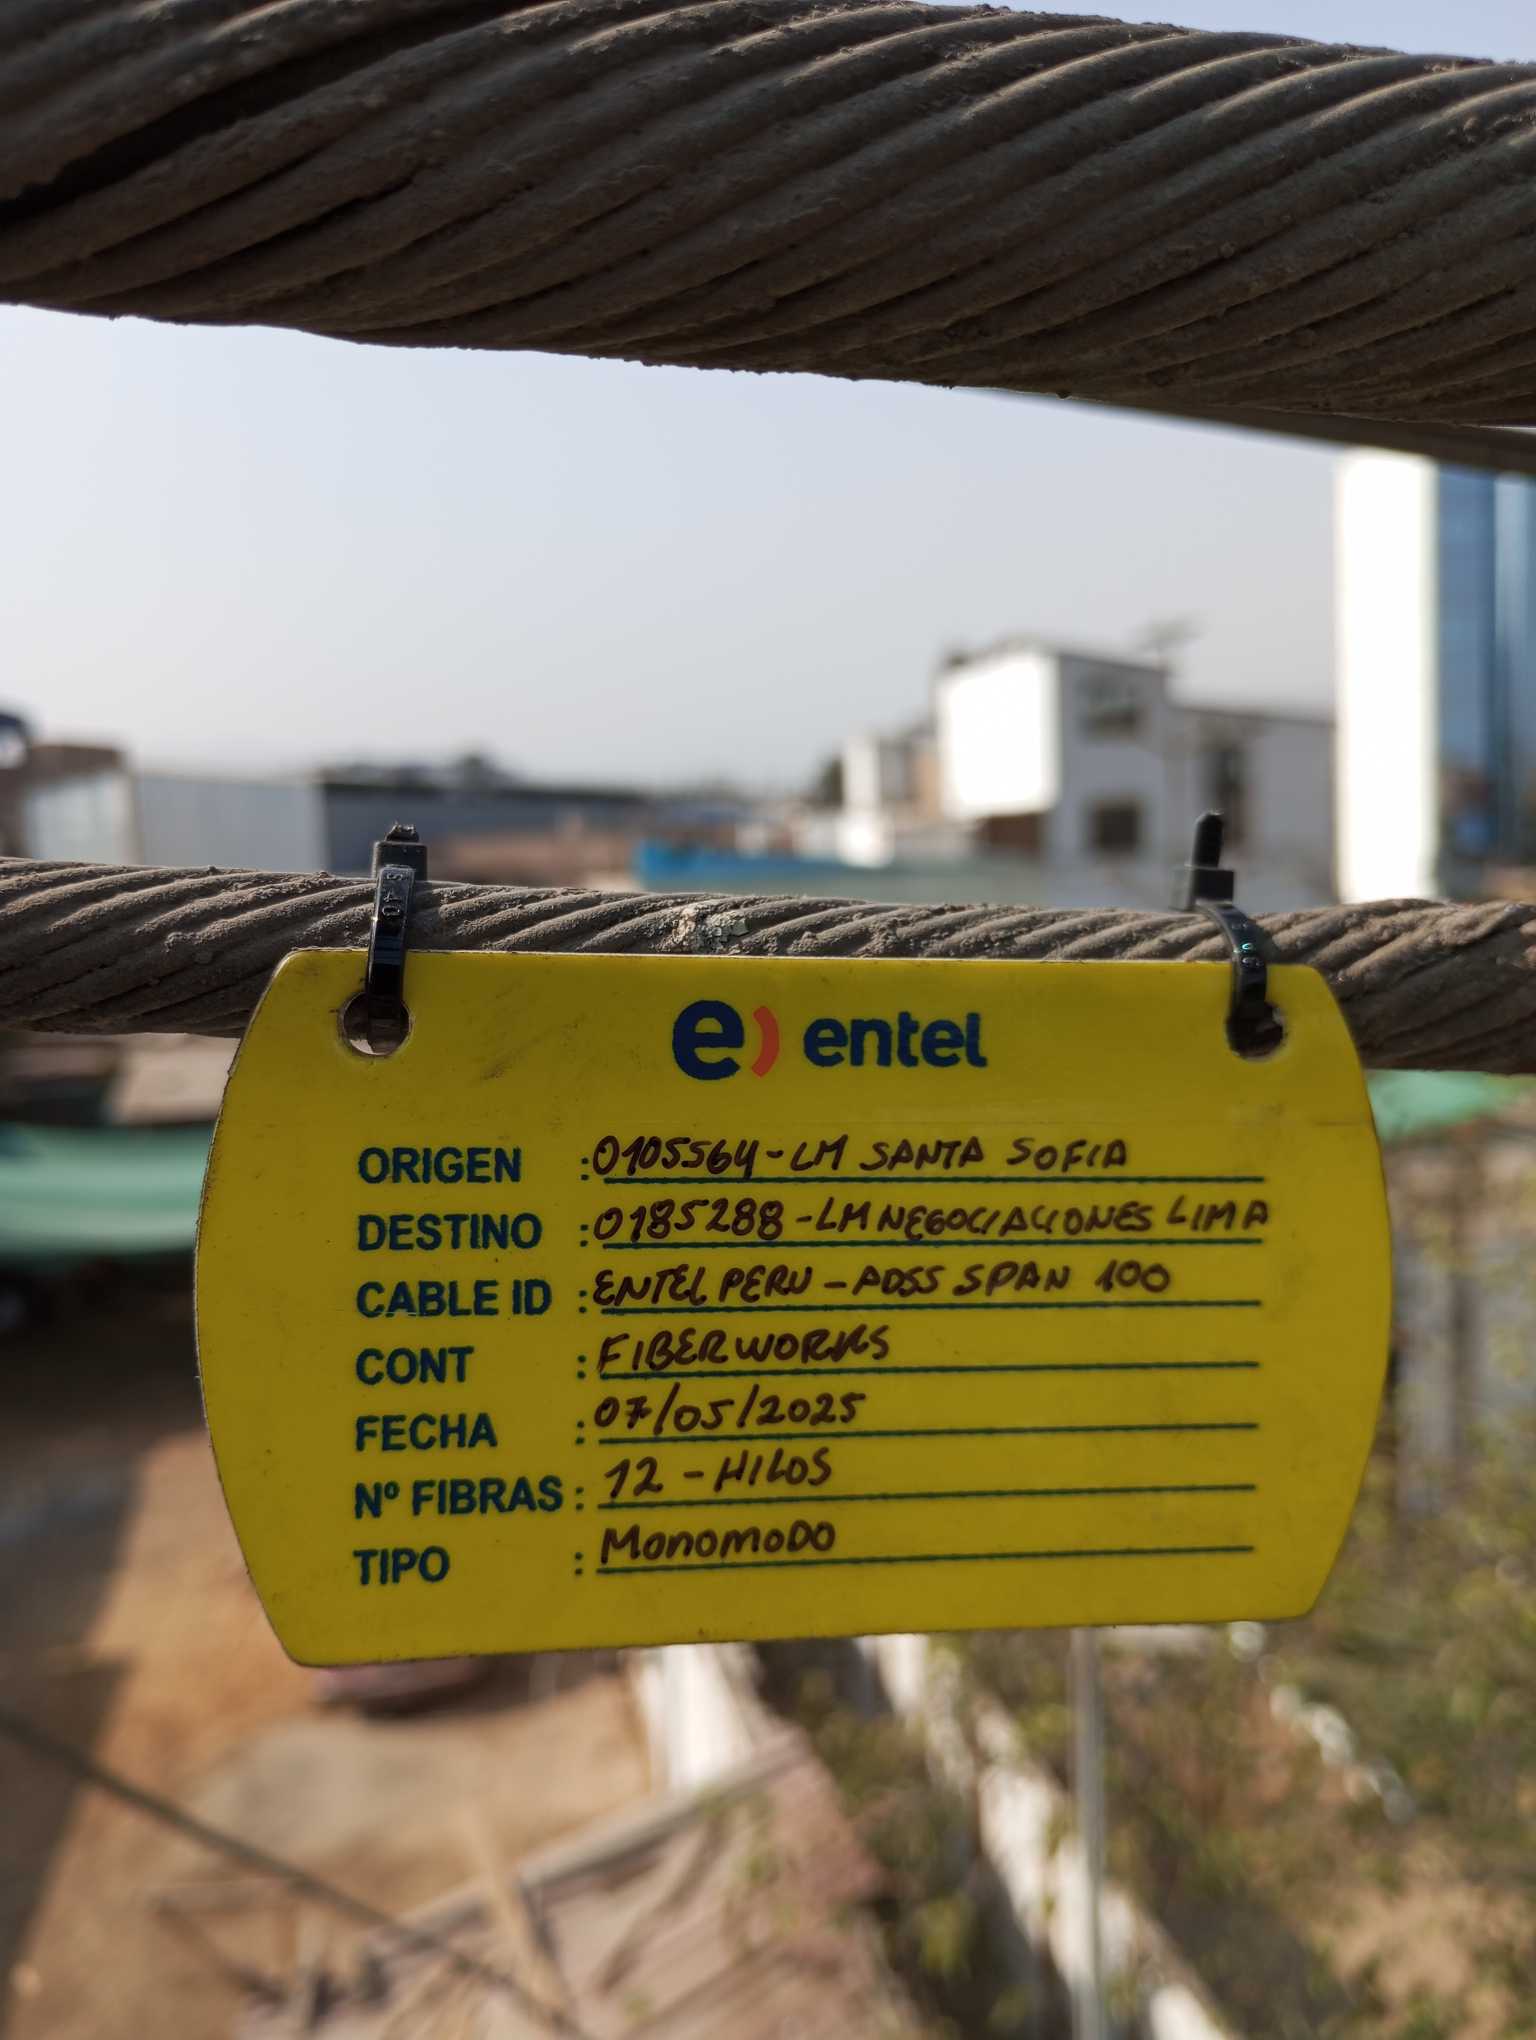 e) entel
ORIGEN : 0105564 - LM SANTA SOFIA
DESTINO : 0185288 - LM NEGOCIACIONES LIMA
CABLE ID : ENTEL PERU - ADSS SPAN 100
CONT : FIBERWORKS
FECHA : 07/05/2025
Nº FIBRAS : 12 - HILOS
TIPO : MONOMODO